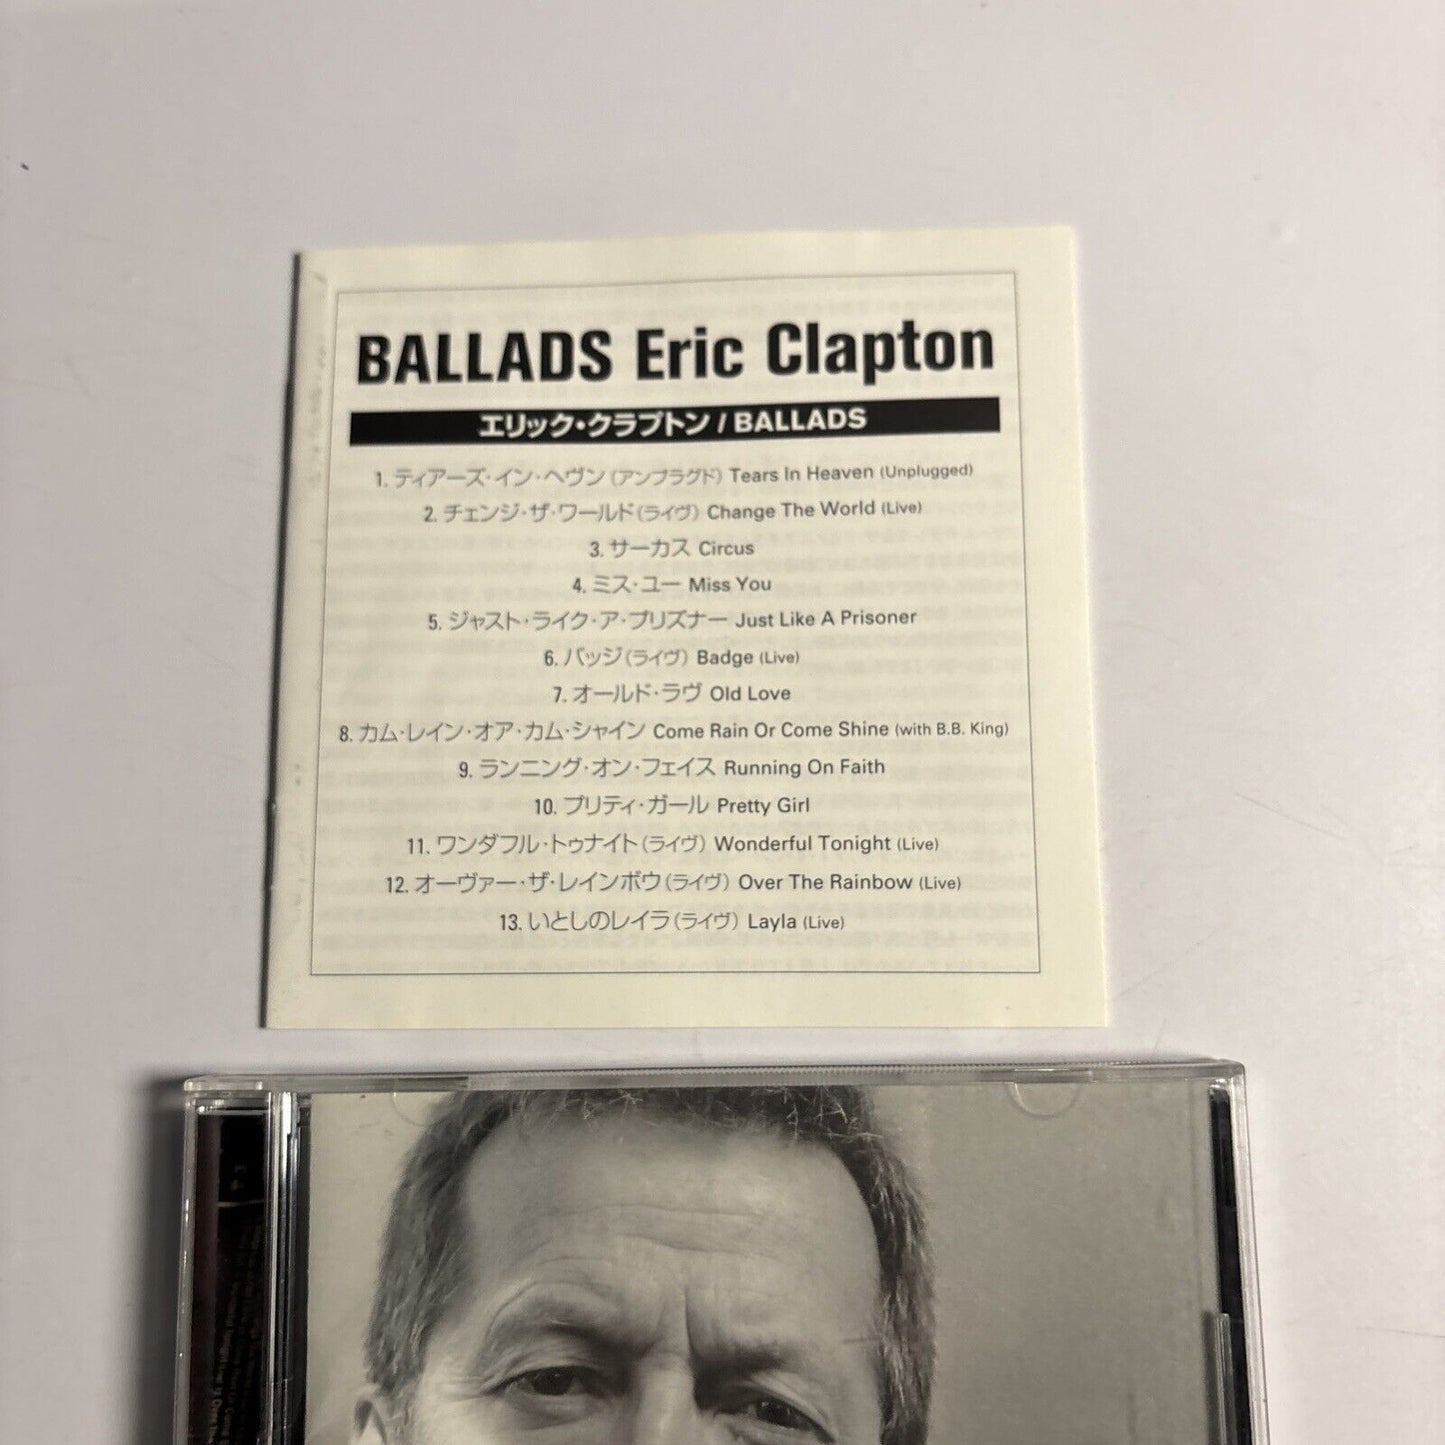 BALLADS Eric Clapton
エリック・クラプトン / BALLADS
1. ティアーズ・イン・ヘヴン(アンプラグド) Tears In Heaven (Unplugged)
2. チェンジ・ザ・ワールド(ライヴ) Change The World (Live)
3. サーカス Circus
4. ミス・ユー Miss You
5. ジャスト・ライク・ア・プリズナー Just Like A Prisoner
6. バッジ(ライヴ) Badge (Live)
7. オールド・ラヴ Old Love
8. カム・レイン・オア・カム・シャイン Come Rain Or Come Shine (with B.B. King)
9. ランニング・オン・フェイス Running On Faith
10. プリティ・ガール Pretty Girl
11. ワンダフル・トゥナイト(ライヴ) Wonderful Tonight (Live)
12. オーヴァー・ザ・レインボウ(ライヴ) Over The Rainbow (Live)
13. いとしのレイラ(ライヴ) Layla (Live)